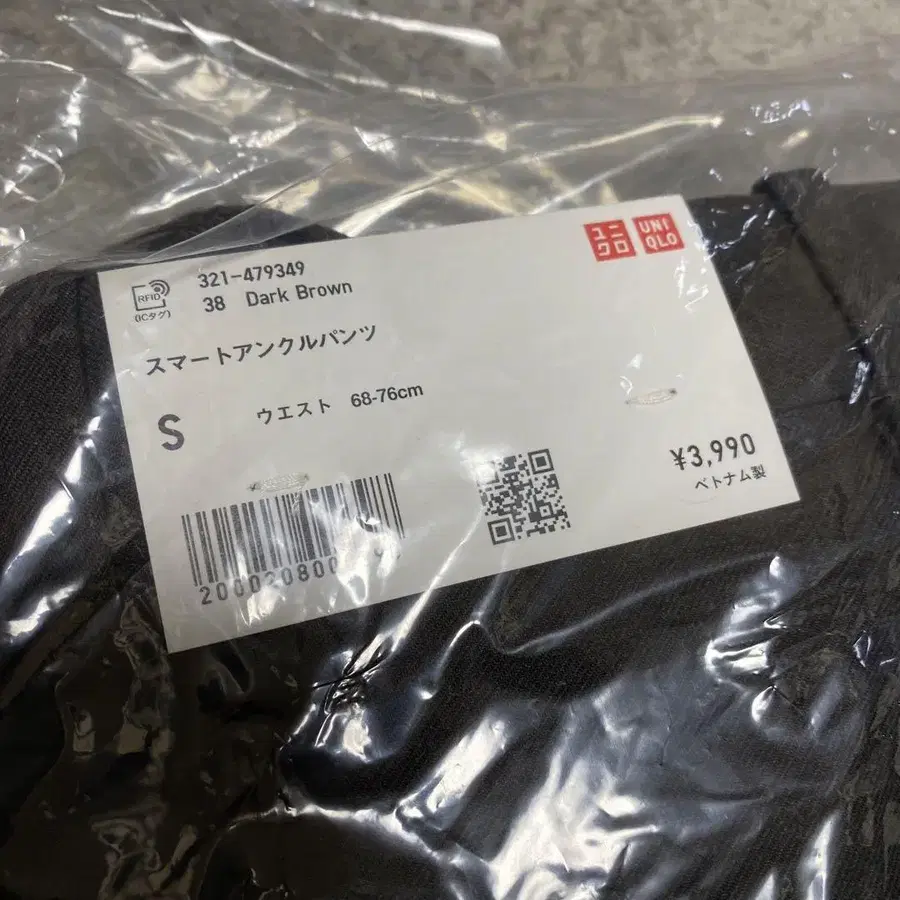 ユニクロ UNIQLO
321-479349
RFID
(ICタグ)
38 Dark Brown
スマートアンクルパンツ
S ウエスト 68-76cm
¥3,990
ベトナム製